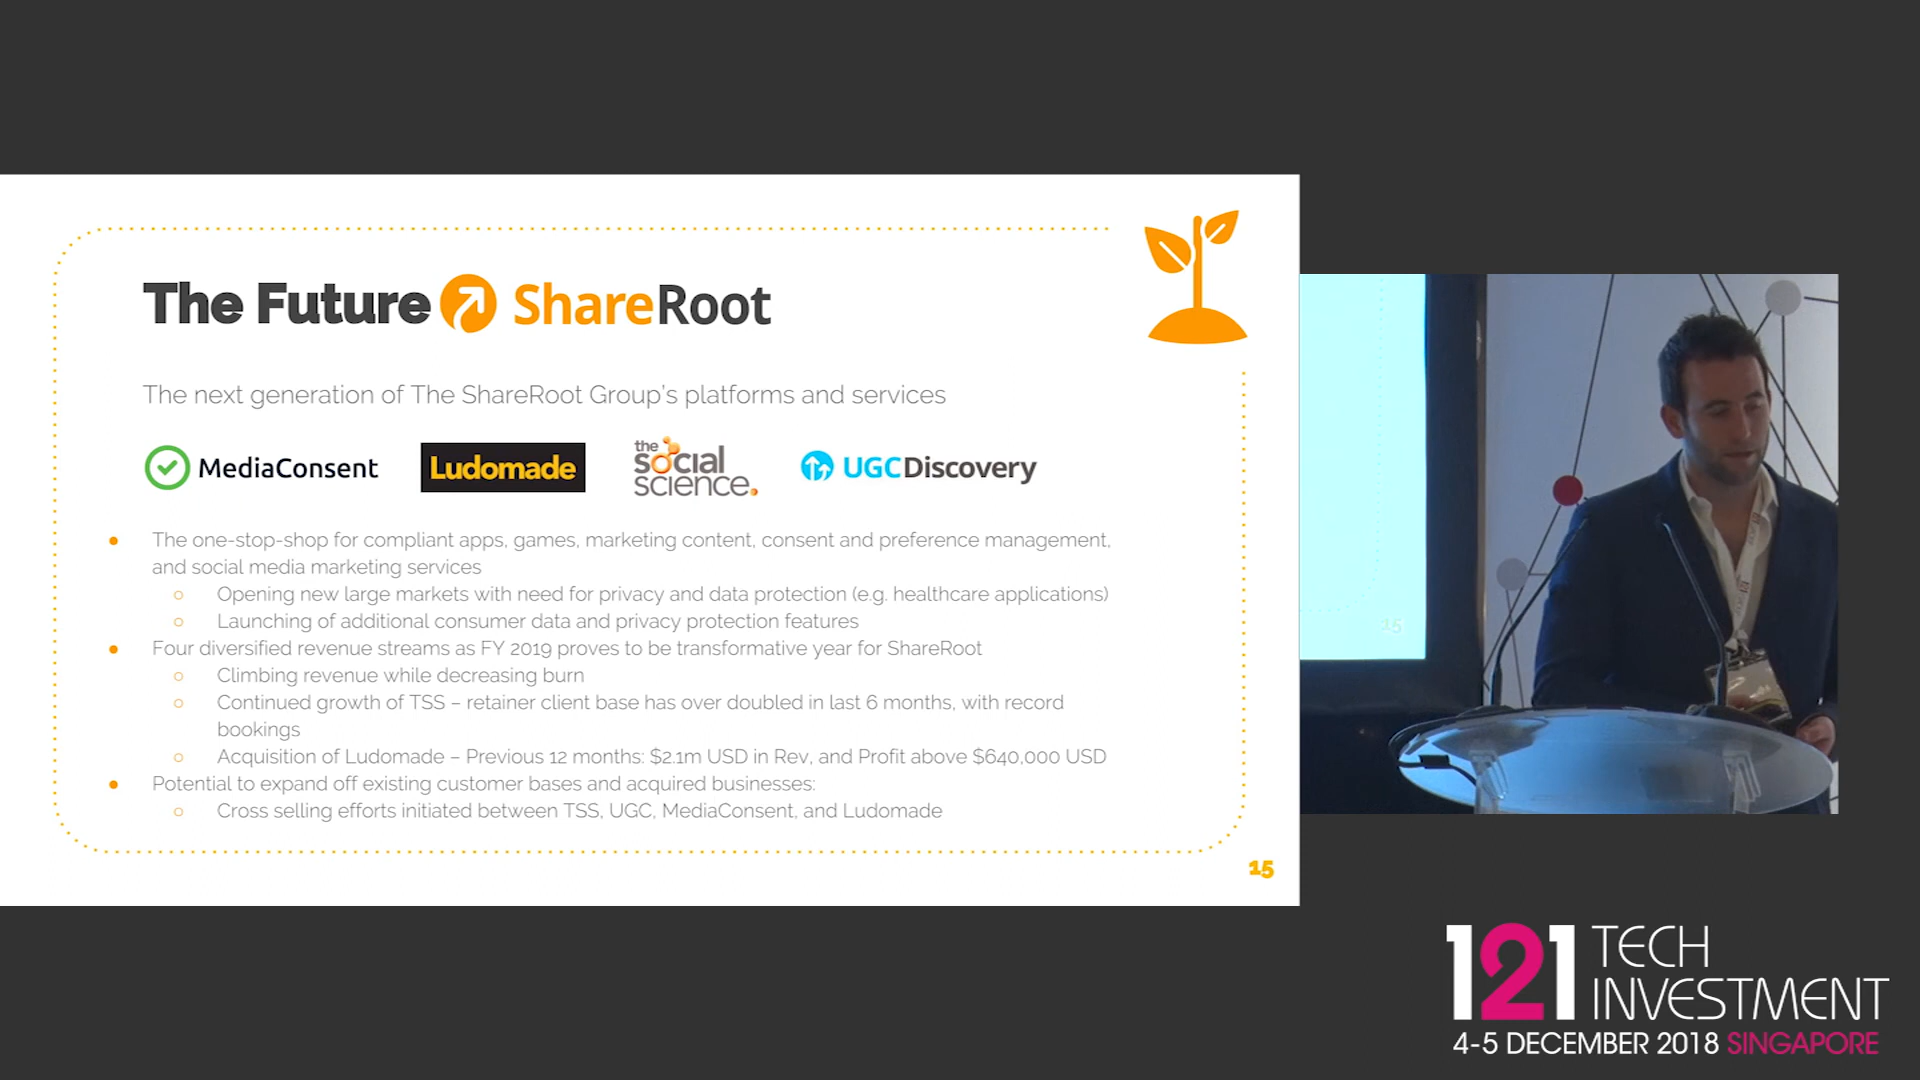 The Future ShareRoot
The next generation of The ShareRoot Group's platforms and services
MediaConsent
Ludomade
the
social
science.
UGCDiscovery
● The one-stop-shop for compliant apps, games, marketing content, consent and preference management,
and social media marketing services
○ Opening new large markets with need for privacy and data protection (e.g. healthcare applications)
○ Launching of additional consumer data and privacy protection features
● Four diversified revenue streams as FY 2019 proves to be transformative year for ShareRoot
○ Climbing revenue while decreasing burn
○ Continued growth of TSS – retainer client base has over doubled in last 6 months, with record
bookings
○ Acquisition of Ludomade – Previous 12 months: $2.1m USD in Rev, and Profit above $640,000 USD
● Potential to expand off existing customer bases and acquired businesses:
○ Cross selling efforts initiated between TSS, UGC, MediaConsent, and Ludomade
15
15
121 TECH
INVESTMENT
4-5 DECEMBER 2018 SINGAPORE